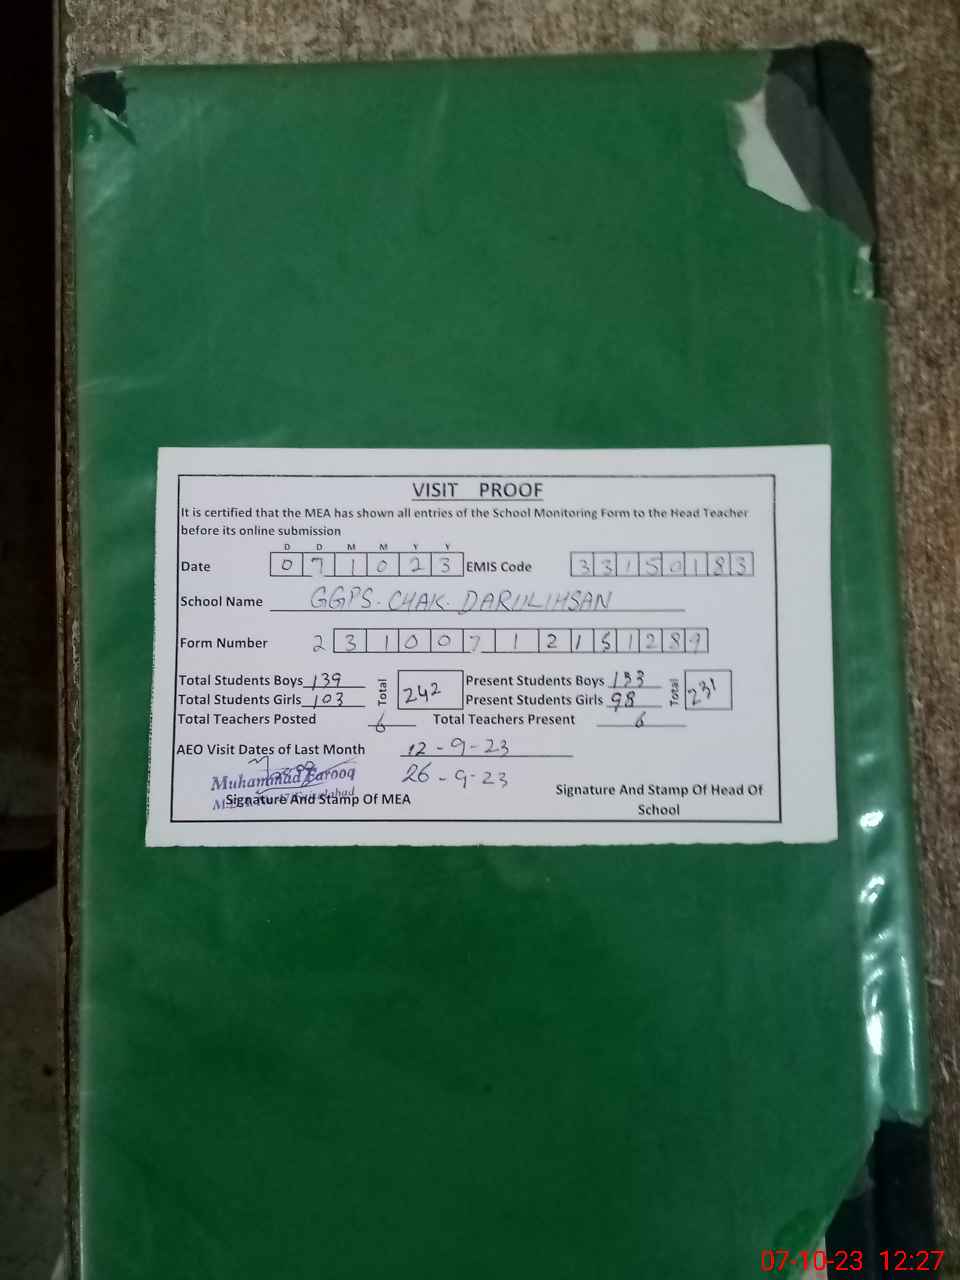 VISIT PROOF
It is certified that the MEA has shown all entries of the School Monitoring Form to the Head Teacher
before its online submission
D D M M Y Y
Date 0 7 1 0 2 3 EMIS Code 3 3 1 5 0 1 8 3
School Name GGPS. CHAK. DARULIHSAN
Form Number 2 3 1 0 0 7 1 2 1 5 1 2 8 9
Total Students Boys 139 Total 242 Present Students Boys 133 Total 231
Total Students Girls 103 Present Students Girls 98
Total Teachers Posted 6 Total Teachers Present 6
AEO Visit Dates of Last Month 12-9-23
26-9-23
Muhammad Farooq
Signature And Stamp Of MEA
Signature And Stamp Of Head Of
School
07-10-23 12:27